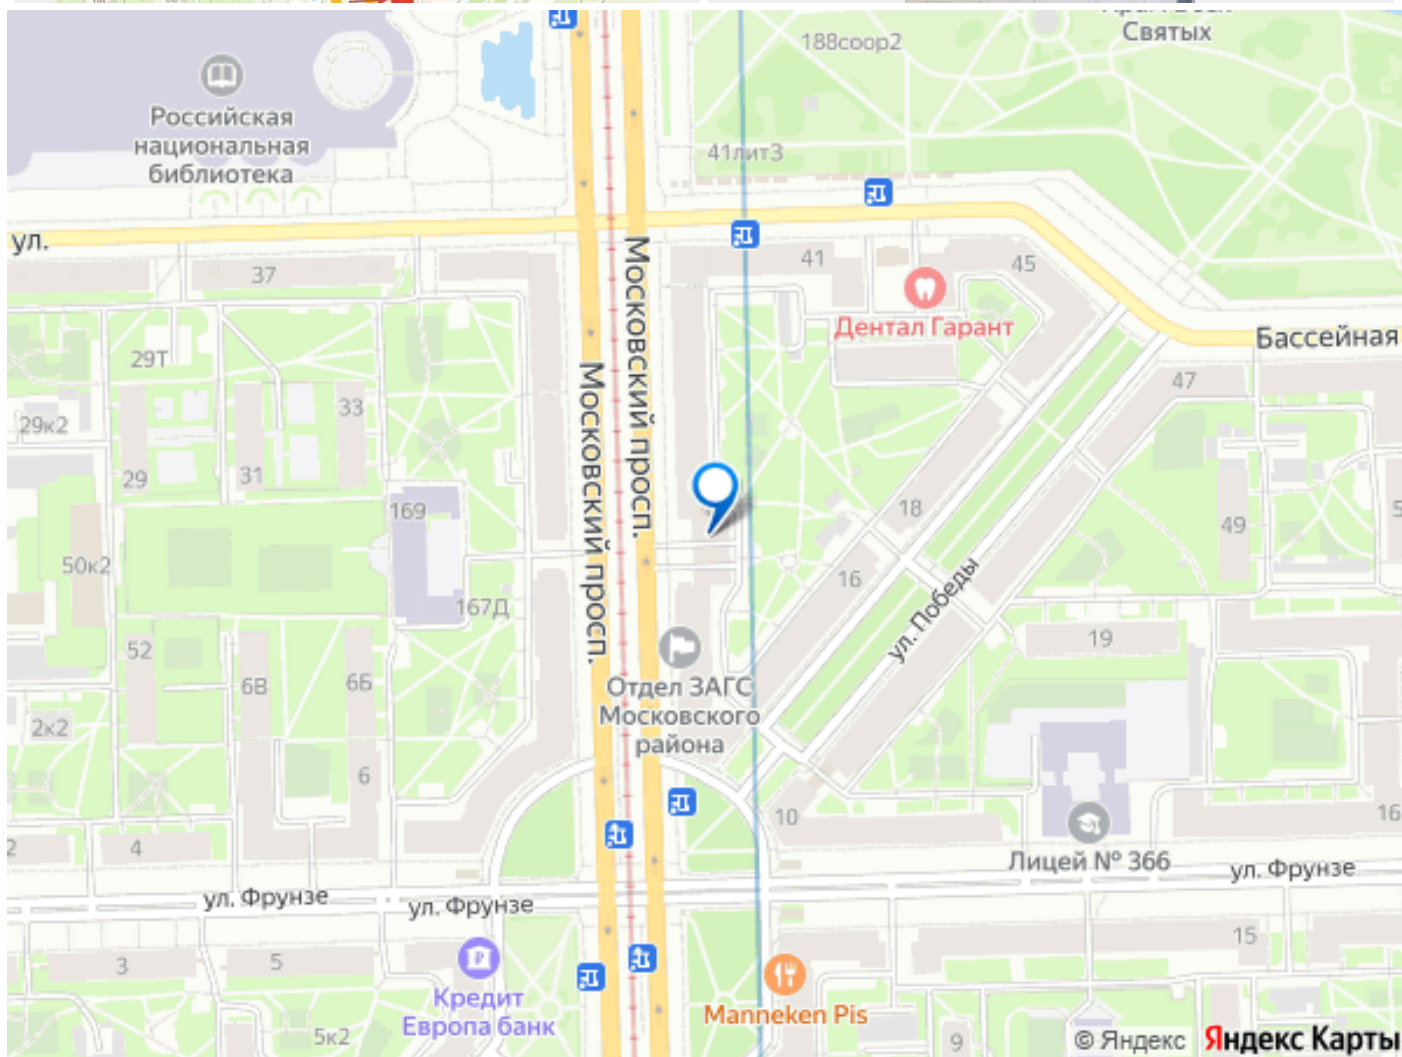 Святых
188соор2
Российская
национальная
библиотека
41лит3
ул.
37
41
45
Дентал Гарант
Московский просп.
Московский просп.
Бассейная
29Т
33
47
29к2
29
31
169
18
49
50к2
16
167Д
ул. Победы
19
52
6В
6Б
Отдел ЗАГС
Московского
района
2к2
6
10
16
2
4
Лицей № 366
ул. Фрунзе
ул. Фрунзе
ул. Фрунзе
3
5
15
Кредит
Европа банк
Manneken Pis
5к2
9
© Яндекс Яндекс Карты